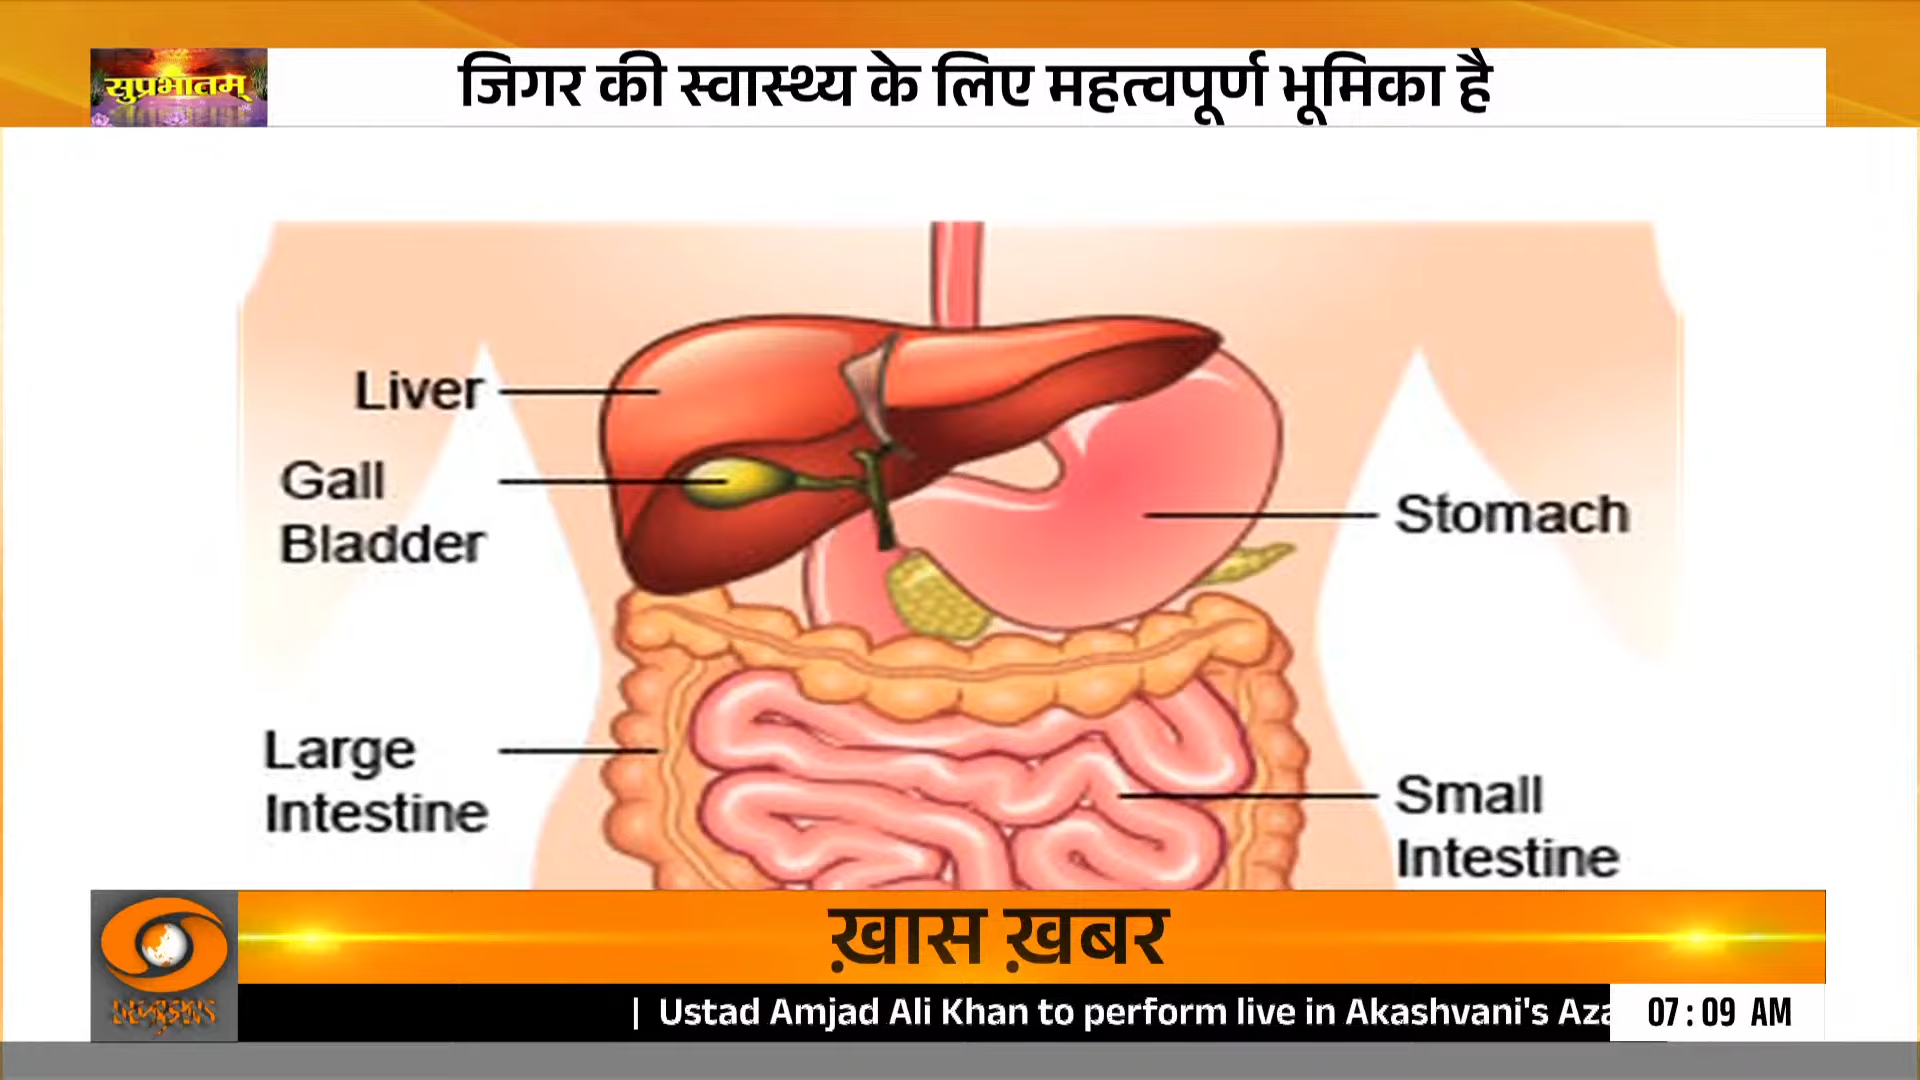 सुप्रभातम्
जिगर की स्वास्थ्य के लिए महत्वपूर्ण भूमिका है
Liver
Gall
Bladder
Stomach
Large
Intestine
Small
Intestine
ख़ास ख़बर
| Ustad Amjad Ali Khan to perform live in Akashvani's Aza
07:09 AM